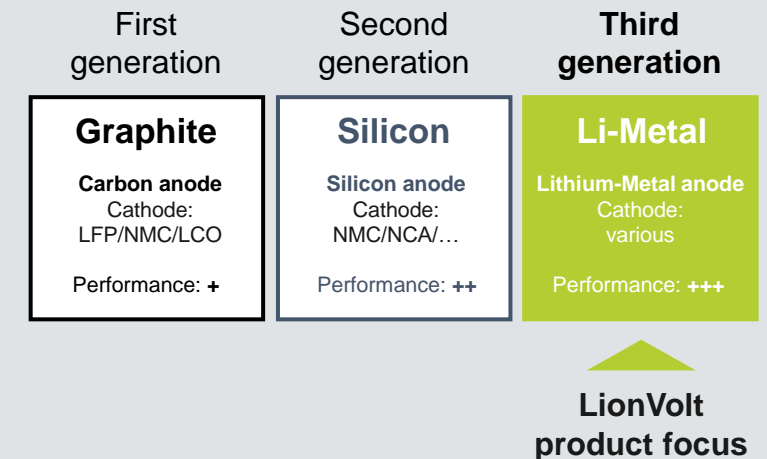 First
generation
Second
generation
Third
generation
Graphite
Carbon anode
Cathode:
LFP/NMC/LCO
Performance: +
Silicon
Silicon anode
Cathode:
NMC/NCA/…
Performance: ++
Li-Metal
Lithium-Metal anode
Cathode:
various
Performance: +++
LionVolt
product focus